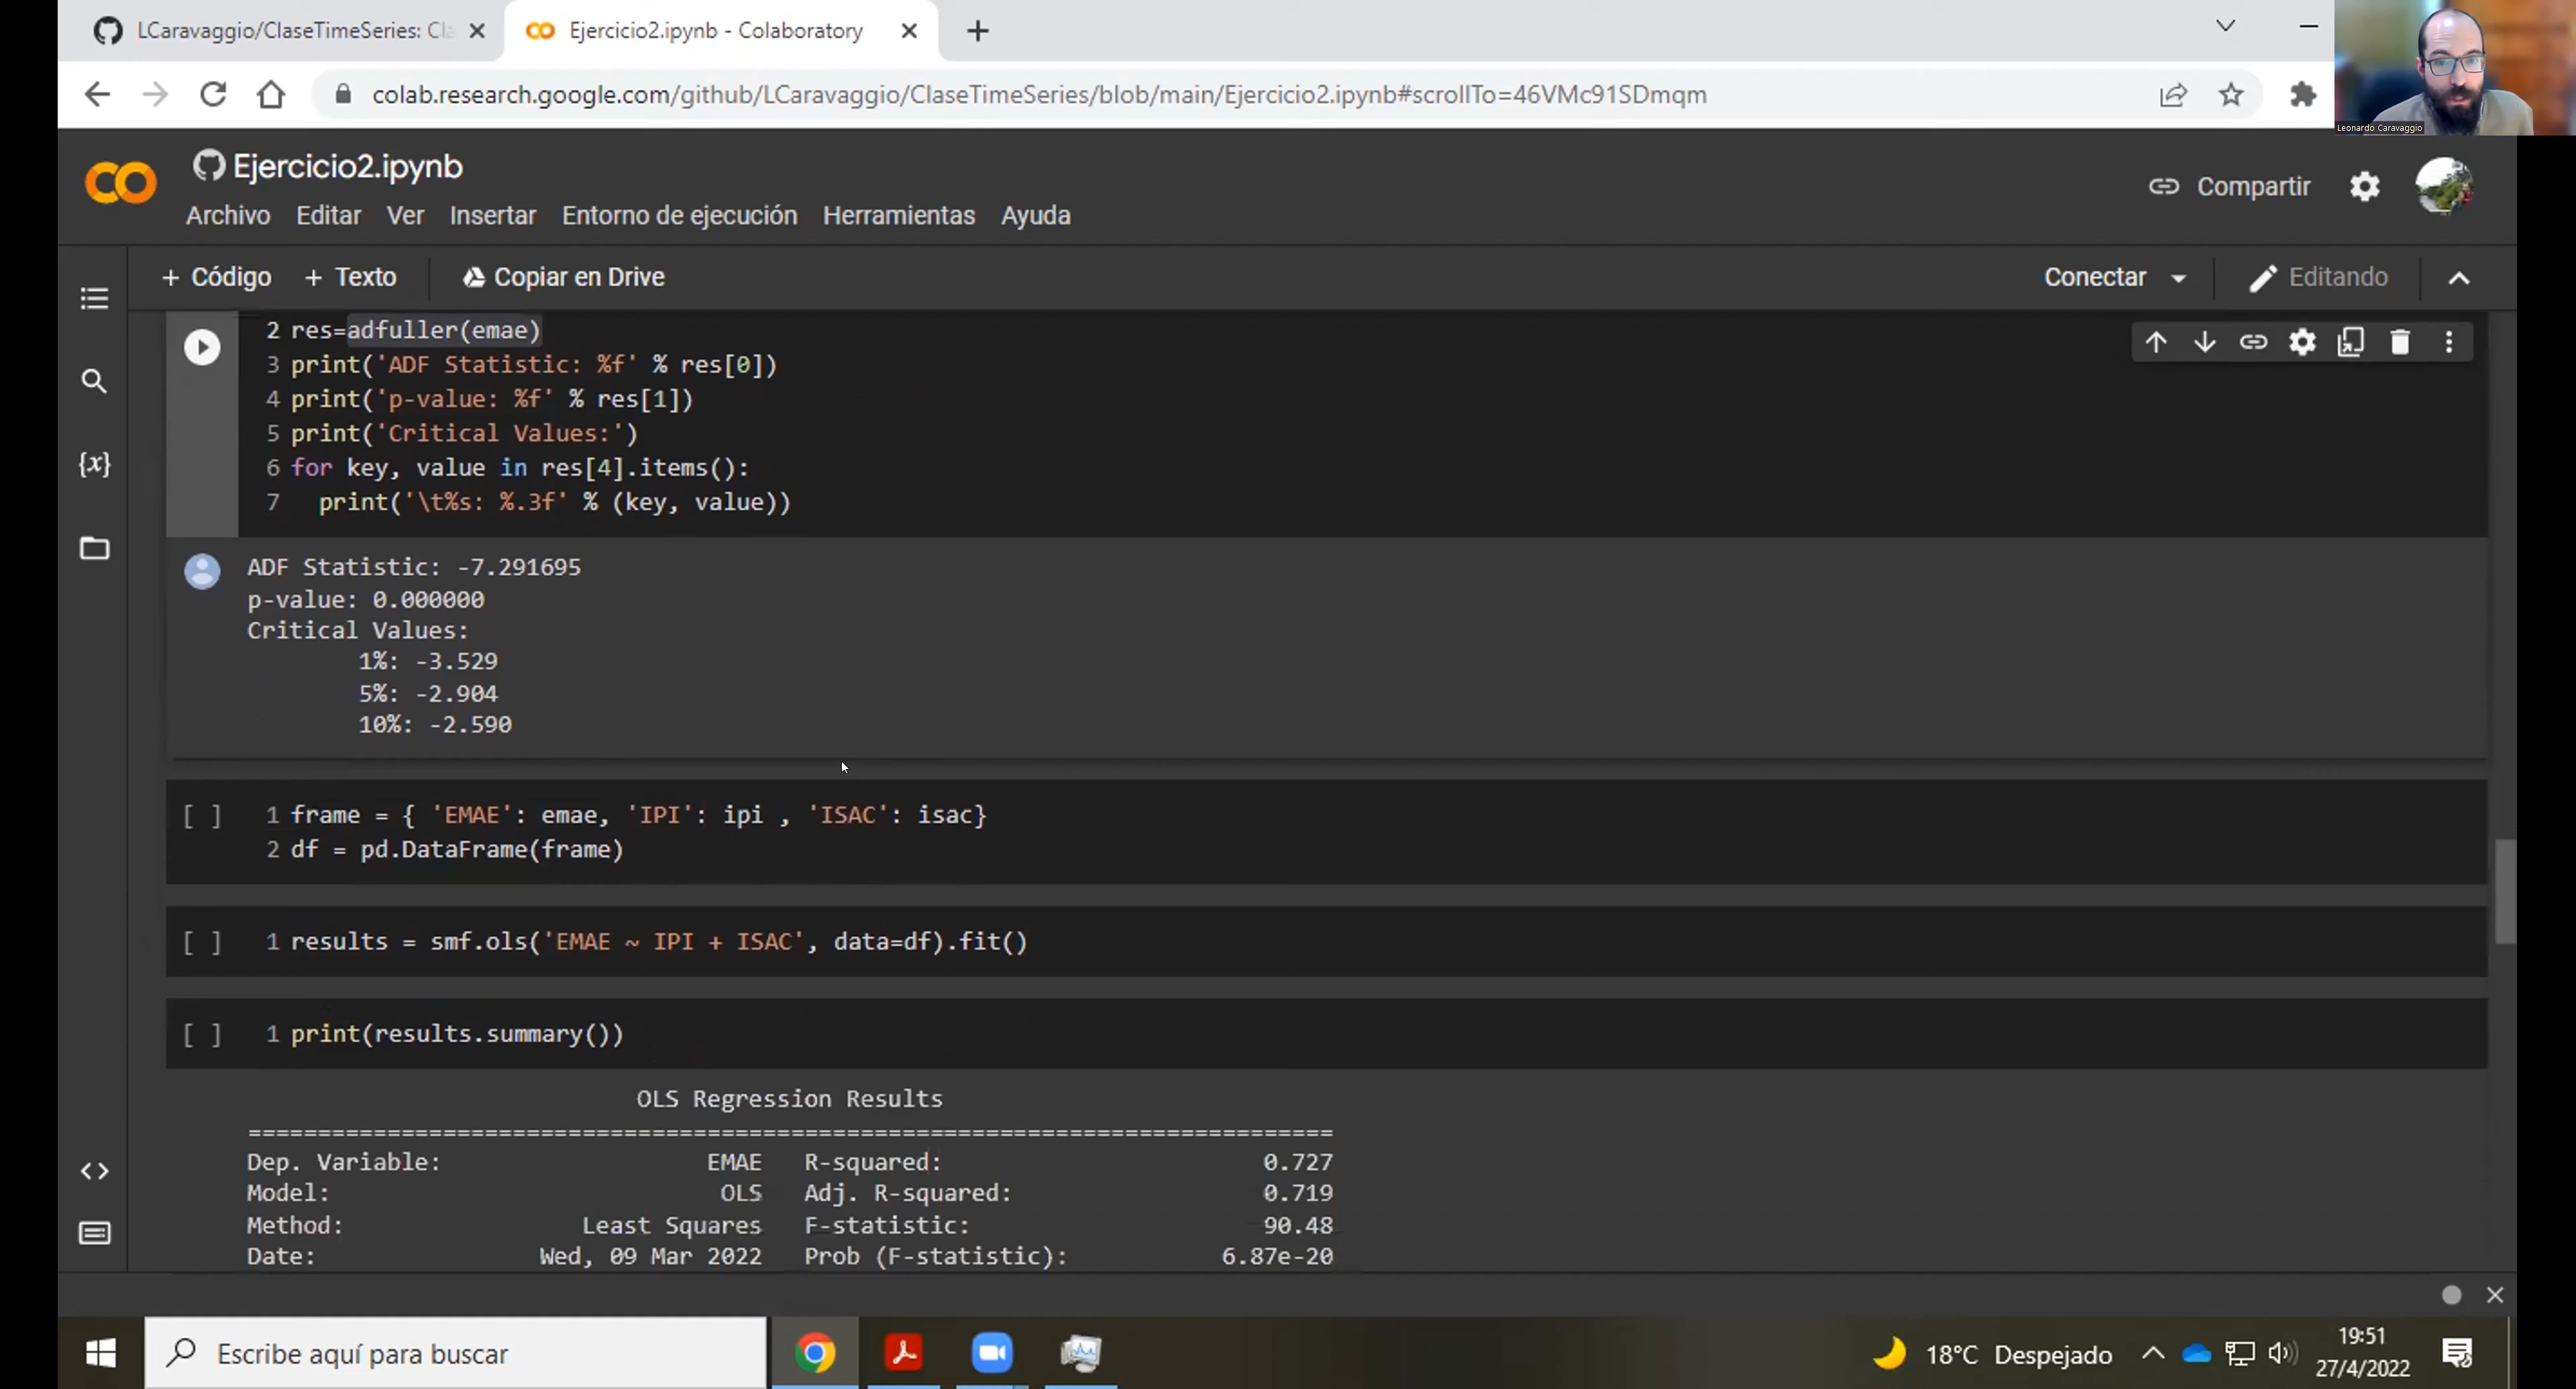 LCaravaggio/ClaseTimeSeries: Cla
Ejercicio2.ipynb - Colaboratory
colab.research.google.com/github/LCaravaggio/ClaseTimeSeries/blob/main/Ejercicio2.ipynb#scrollTo=46VMc91SDmqm
Leonardo Caravaggio
Ejercicio2.ipynb
Compartir
Archivo Editar Ver Insertar Entorno de ejecución Herramientas Ayuda
+ Código + Texto Copiar en Drive Conectar Editando
2 res=adfuller(emae)
3 print('ADF Statistic: %f' % res[0])
4 print('p-value: %f' % res[1])
5 print('Critical Values:')
6 for key, value in res[4].items():
7 print('\t%s: %.3f' % (key, value))
{x}
ADF Statistic: -7.291695
p-value: 0.000000
Critical Values:
1%: -3.529
5%: -2.904
10%: -2.590
[ ] 1 frame = { 'EMAE': emae, 'IPI': ipi , 'ISAC': isac}
2 df = pd.DataFrame(frame)
[ ] 1 results = smf.ols('EMAE ~ IPI + ISAC', data=df).fit()
[ ] 1 print(results.summary())
OLS Regression Results
==============================================================================
Dep. Variable: EMAE R-squared: 0.727
Model: OLS Adj. R-squared: 0.719
Method: Least Squares F-statistic: 90.48
Date: Wed, 09 Mar 2022 Prob (F-statistic): 6.87e-20
Escribe aquí para buscar
18°C Despejado
19:51
27/4/2022